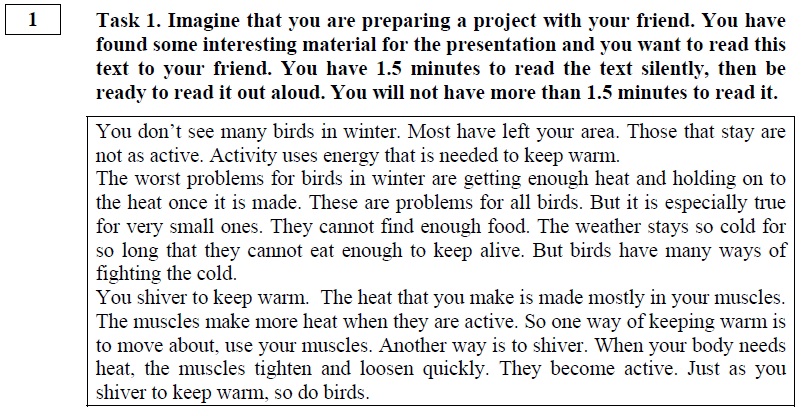 1
Task 1. Imagine that you are preparing a project with your friend. You have
found some interesting material for the presentation and you want to read this
text to your friend. You have 1.5 minutes to read the text silently, then be
ready to read it out aloud. You will not have more than 1.5 minutes to read it.
You don’t see many birds in winter. Most have left your area. Those that stay are
not as active. Activity uses energy that is needed to keep warm.
The worst problems for birds in winter are getting enough heat and holding on to
the heat once it is made. These are problems for all birds. But it is especially true
for very small ones. They cannot find enough food. The weather stays so cold for
so long that they cannot eat enough to keep alive. But birds have many ways of
fighting the cold.
You shiver to keep warm.  The heat that you make is made mostly in your muscles.
The muscles make more heat when they are active. So one way of keeping warm is
to move about, use your muscles. Another way is to shiver. When your body needs
heat, the muscles tighten and loosen quickly. They become active. Just as you
shiver to keep warm, so do birds.